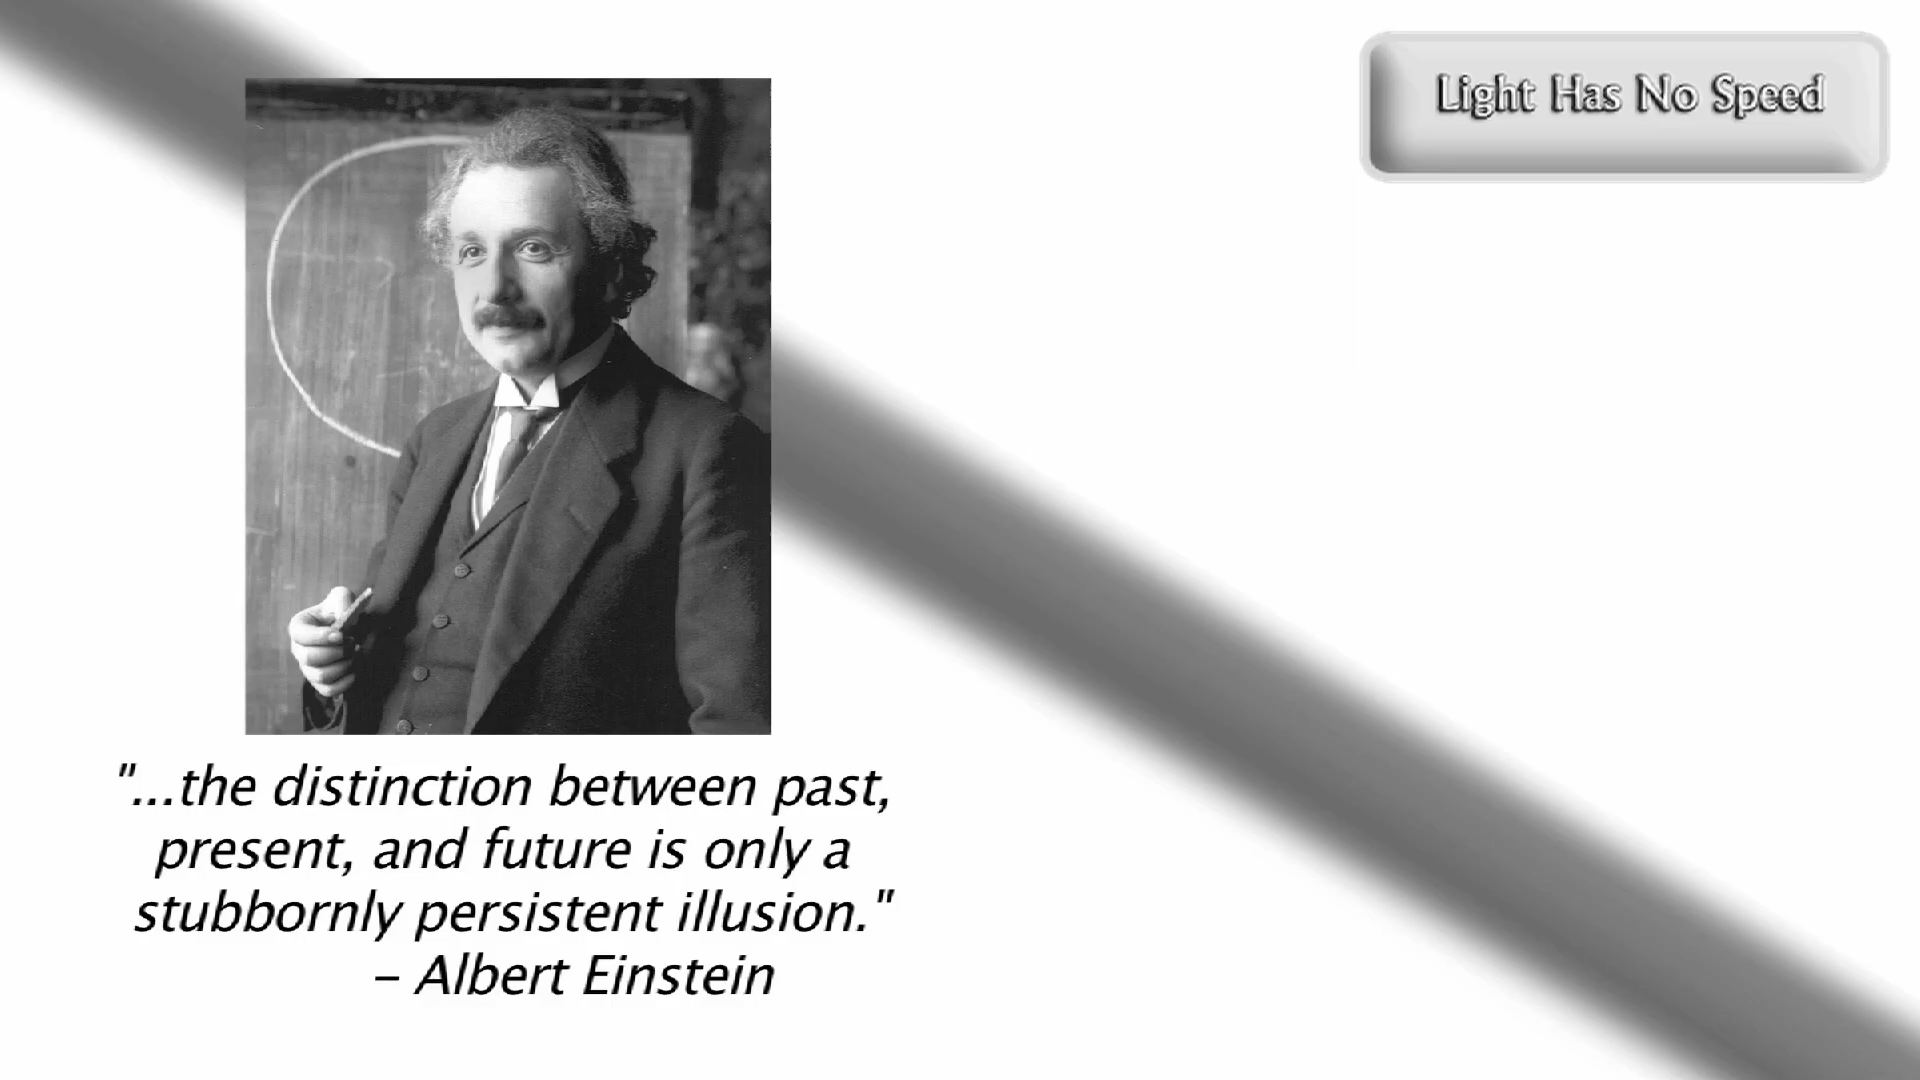 Light Has No Speed
"...the distinction between past,
present, and future is only a
stubbornly persistent illusion."
– Albert Einstein